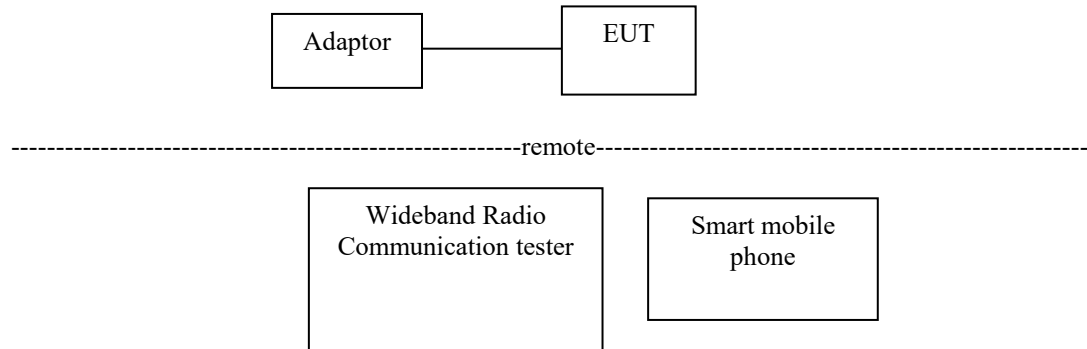 Adaptor
EUT
------------------------------------------------------remote----------------------------------------------------
Wideband Radio
Communication tester
Smart mobile
phone